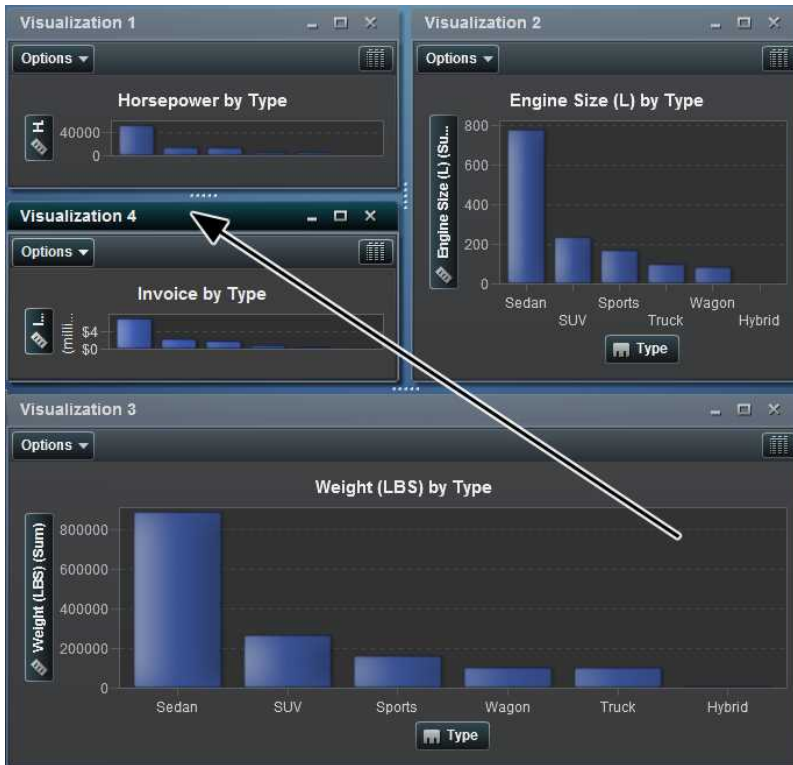 Visualization 1
Options
Horsepower by Type
H.
40000
0
Visualization 2
Options
Engine Size (L) by Type
Engine Size (L) (Su...
800
600
400
200
0
Sedan SUV Sports Truck Wagon Hybrid
Type
Visualization 4
Options
Invoice by Type
I...
(milli...
$4
$0
Visualization 3
Options
Weight (LBS) by Type
Weight (LBS) (Sum)
800000
600000
400000
200000
0
Sedan SUV Sports Wagon Truck Hybrid
Type